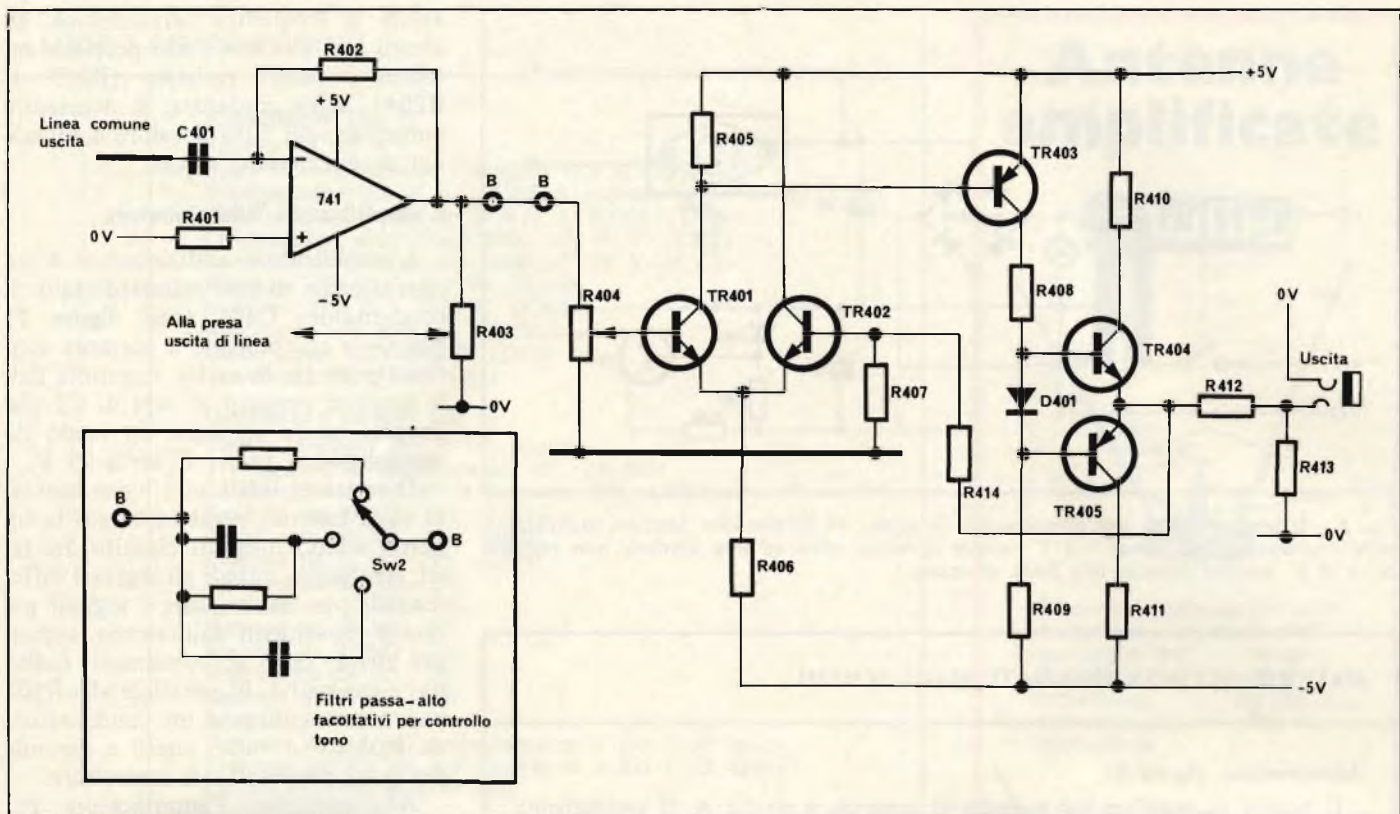 R402
+5V
Linea comune
uscita
C401
R401
0V
741
−
+
−5V
B
B
Alla presa
uscita di linea
R403
0V
R404
R405
TR401
TR402
R406
R407
R414
TR403
R408
D401
R409
+5V
R410
TR404
TR405
R411
R412
0V
Uscita
R413
0V
−5V
B
Sw2
B
Filtri passa-alto
facoltativi per controllo
tono